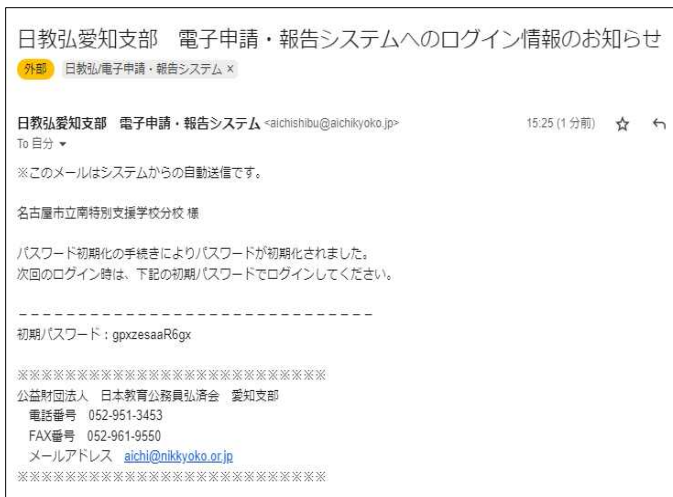 日教弘愛知支部　電子申請・報告システムへのログイン情報のお知らせ
外部　日教弘/電子申請・報告システム ×
日教弘愛知支部　電子申請・報告システム <aichishibu@aichikyoko.jp>　15:25 (1 分前)
To 自分
※このメールはシステムからの自動送信です。
名古屋市立南特別支援学校分校 様
パスワード初期化の手続きによりパスワードが初期化されました。
次回のログイン時は、下記の初期パスワードでログインしてください。
－－－－－－－－－－－－－－－－－－－－－－－－－－－－－－
初期パスワード：gpxzesaaR6gx
※※※※※※※※※※※※※※※※※※※※※※※※※※
公益財団法人　日本教育公務員弘済会　愛知支部
電話番号　052-951-3453
FAX番号　052-961-9550
メールアドレス　aichi@nikkyoko.or.jp
※※※※※※※※※※※※※※※※※※※※※※※※※※